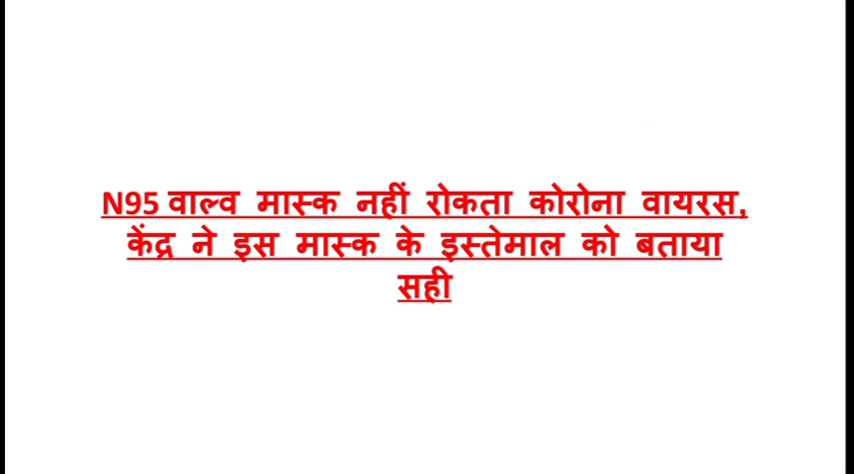 N95 वाल्व मास्क नहीं रोकता कोरोना वायरस,
केंद्र ने इस मास्क के इस्तेमाल को बताया
सही